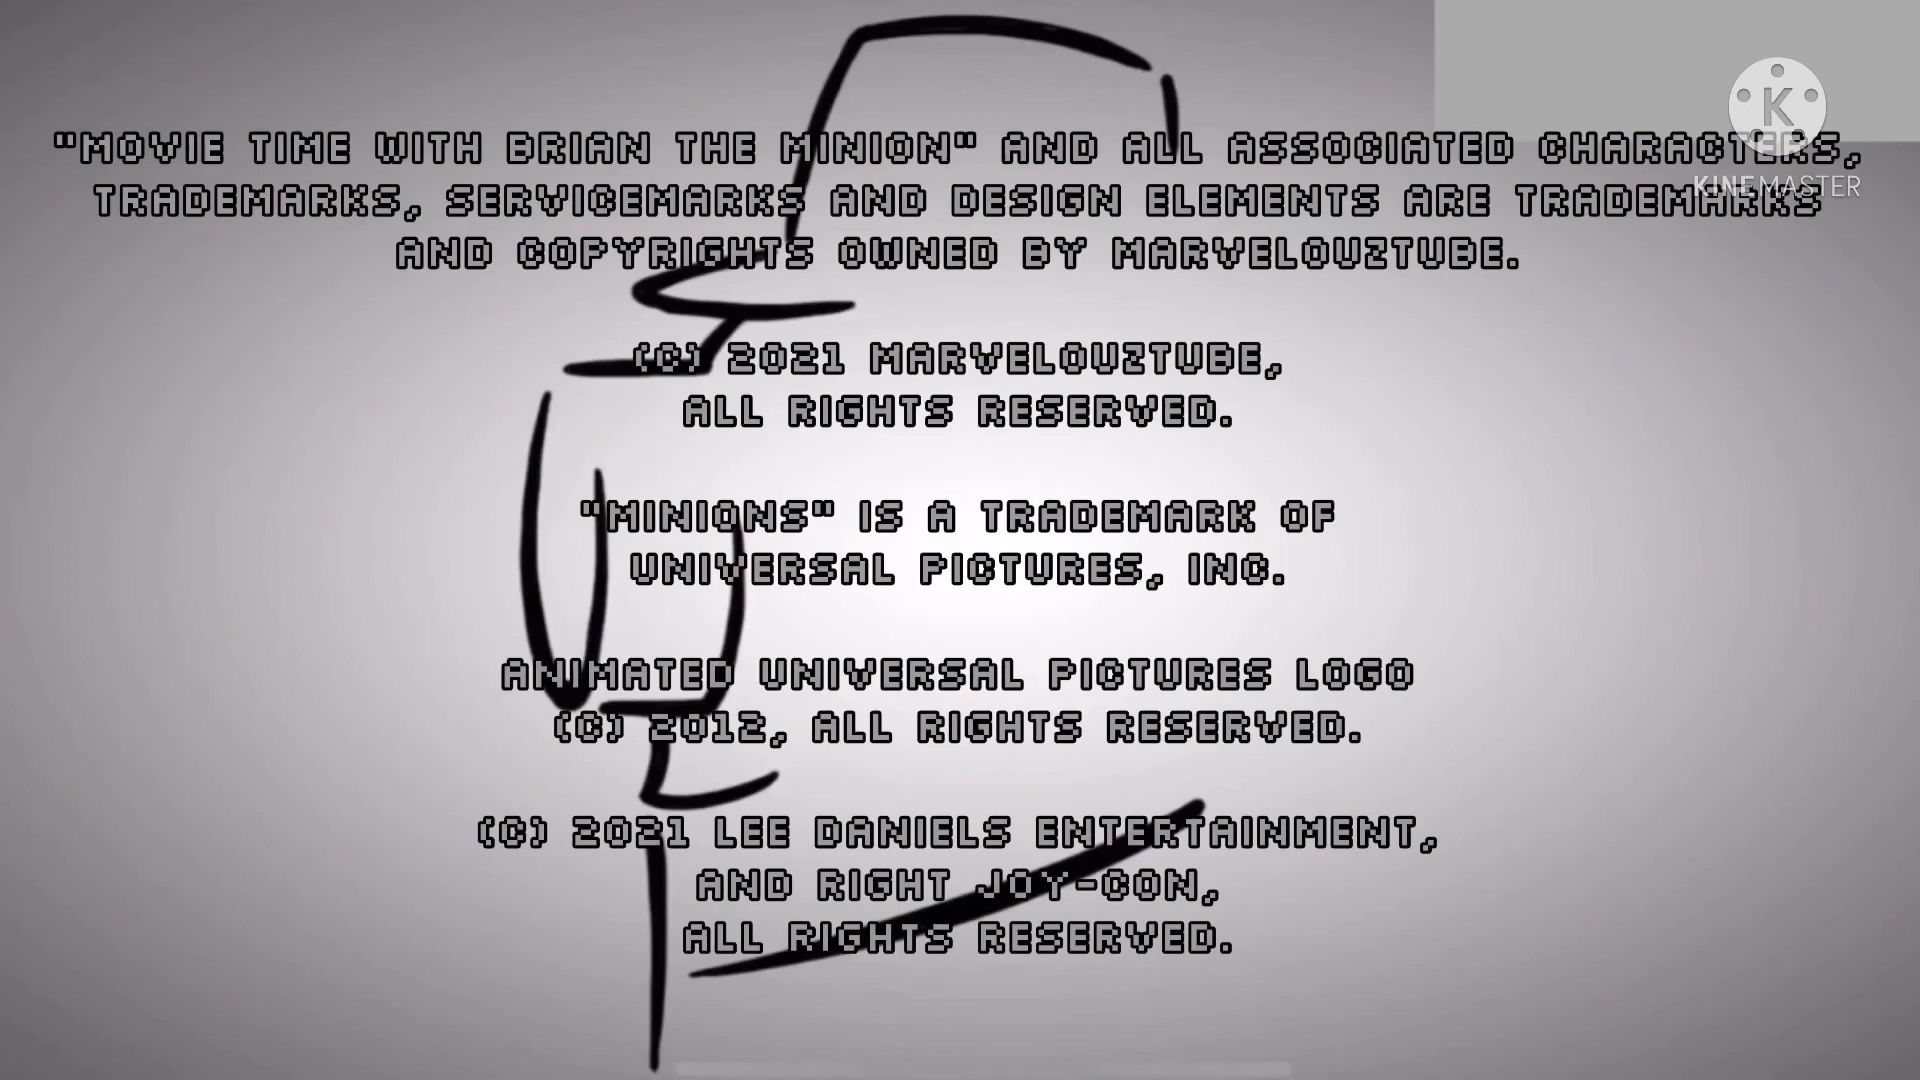 "MOVIE TIME WITH BRIAN THE MINION" AND ALL ASSOCIATED CHARACTERS,
TRADEMARKS, SERVICEMARKS AND DESIGN ELEMENTS ARE TRADEMARKS
AND COPYRIGHTS OWNED BY MARVELOUZTUBE.
(C) 2021 MARVELOUZTUBE,
ALL RIGHTS RESERVED.
"MINIONS" IS A TRADEMARK OF
UNIVERSAL PICTURES, INC.
ANIMATED UNIVERSAL PICTURES LOGO
(C) 2012, ALL RIGHTS RESERVED.
(C) 2021 LEE DANIELS ENTERTAINMENT,
AND RIGHT JOY-CON,
ALL RIGHTS RESERVED.
K
KINEMASTER